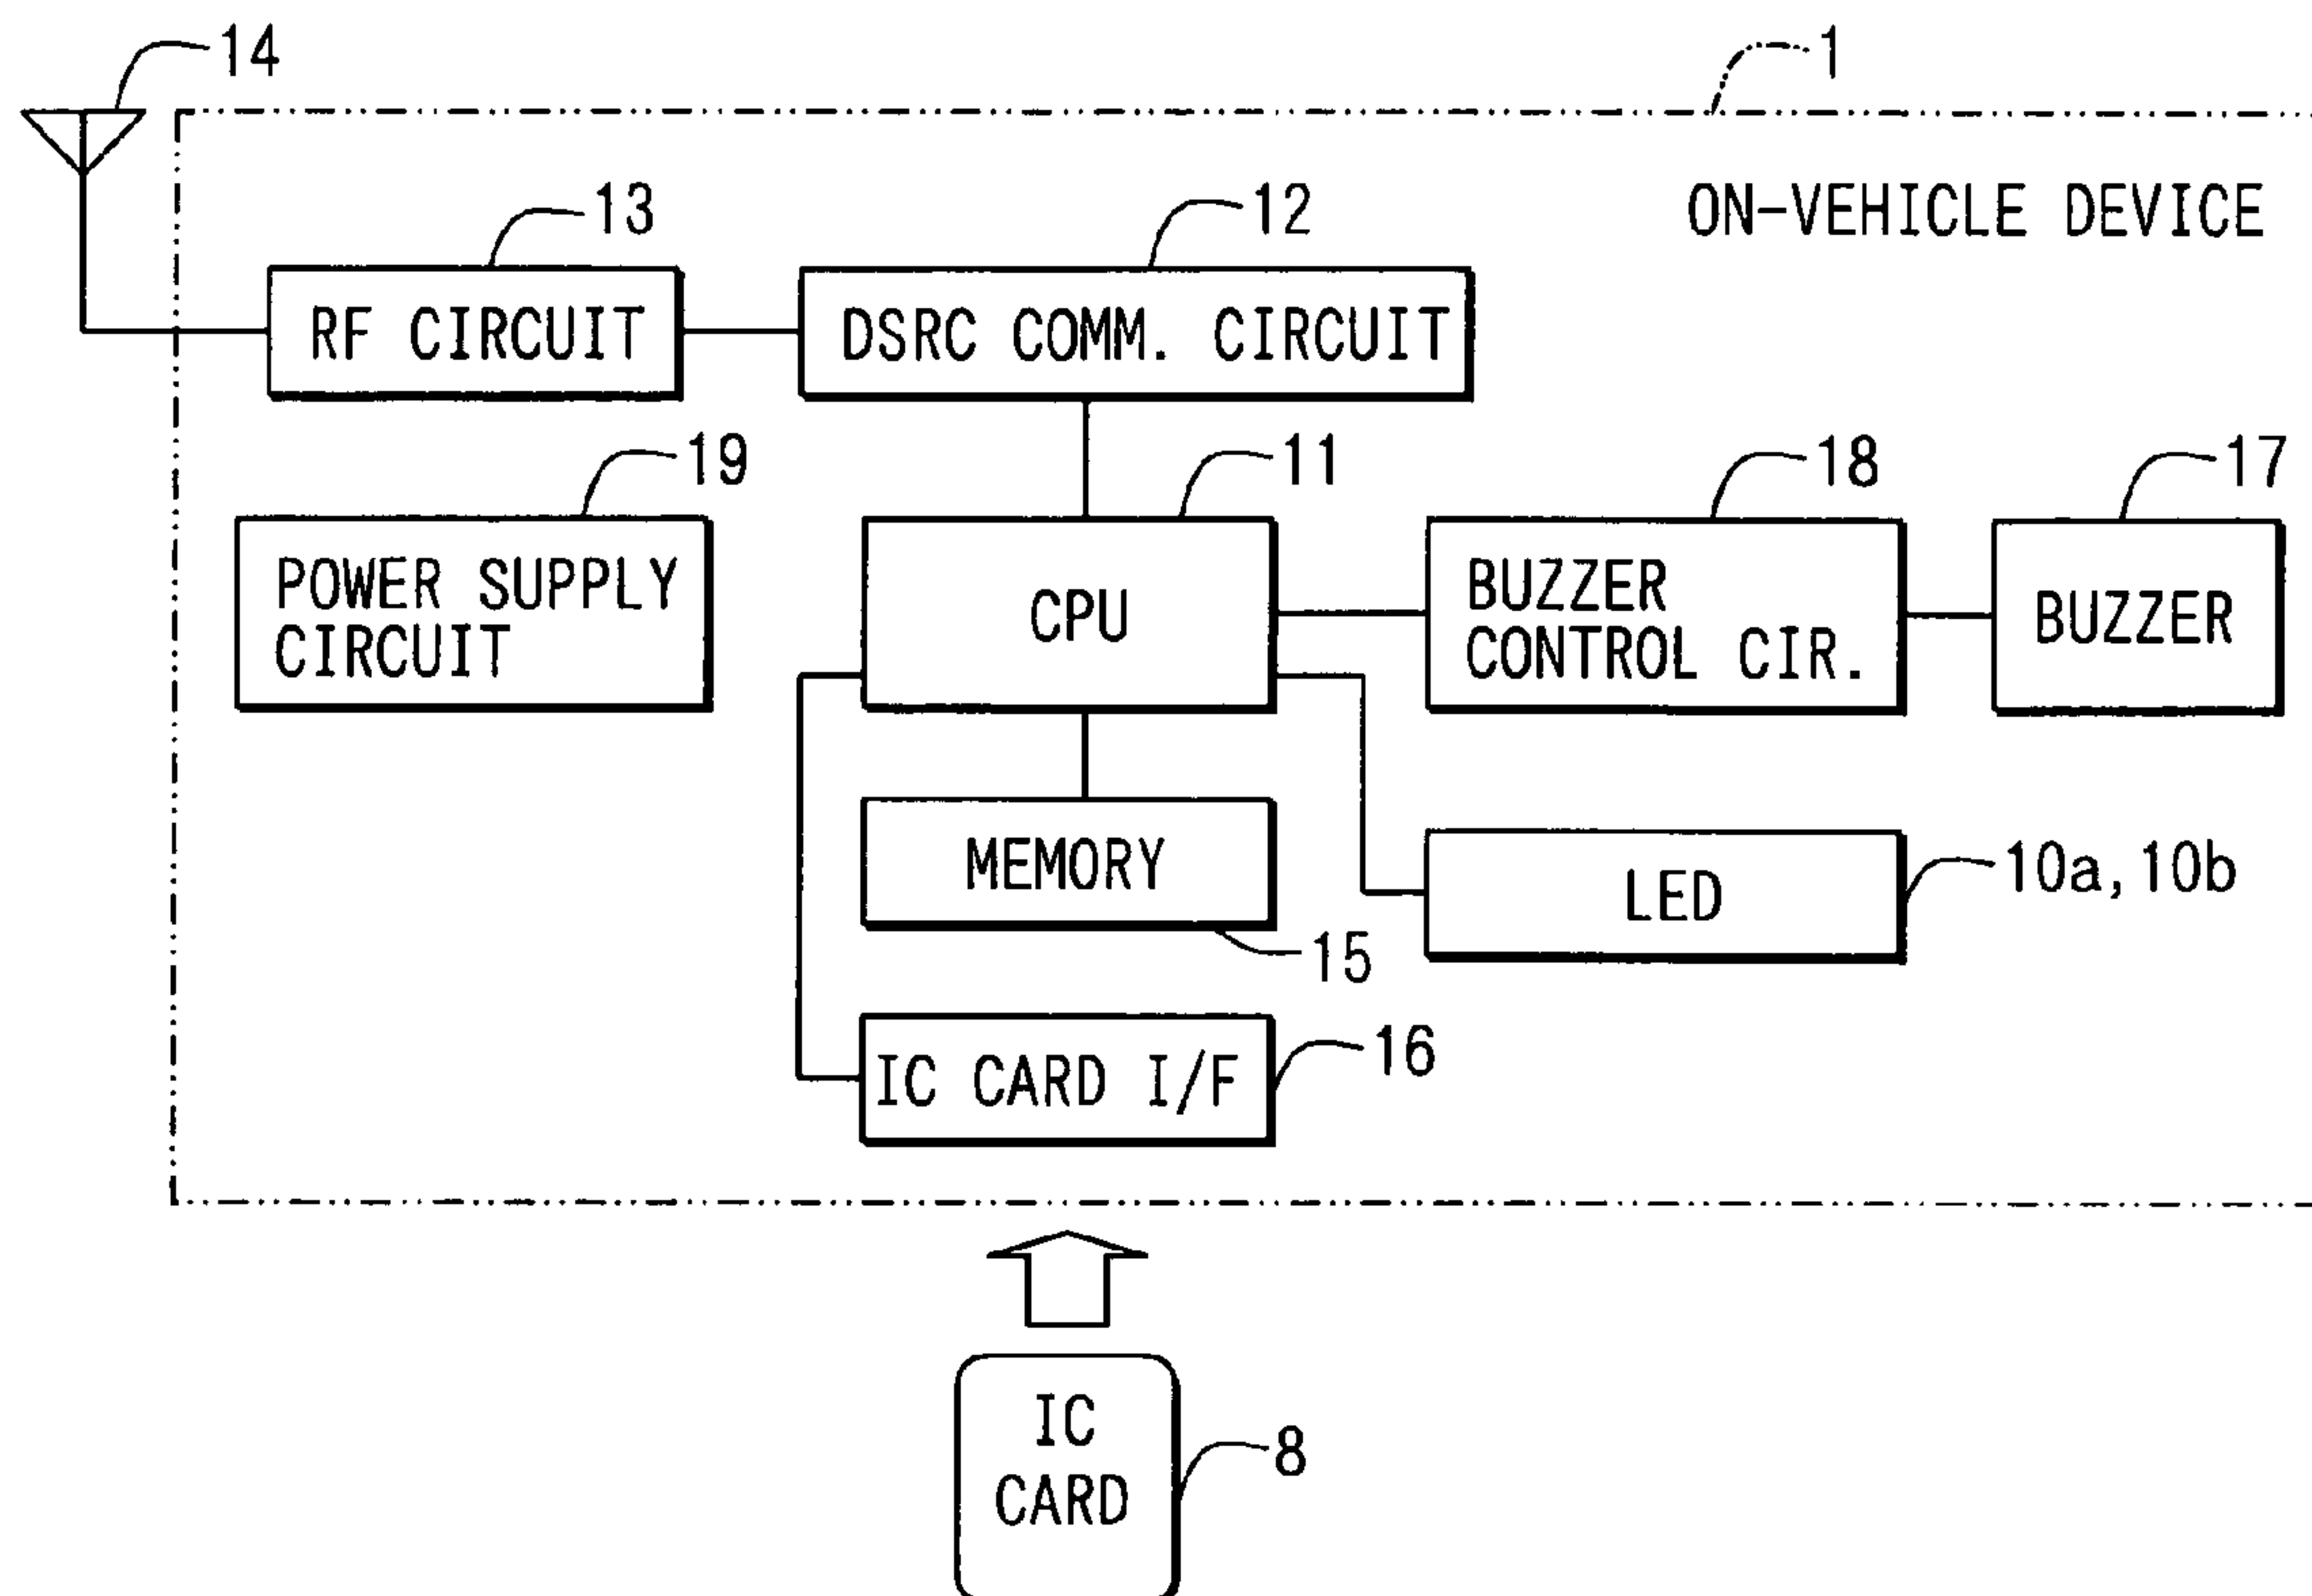 14
1
ON-VEHICLE DEVICE
13
12
RF CIRCUIT
DSRC COMM. CIRCUIT
19
11
18
17
POWER SUPPLY
CIRCUIT
CPU
BUZZER
CONTROL CIR.
BUZZER
MEMORY
15
LED
10a, 10b
IC CARD I/F
16
IC
CARD
8